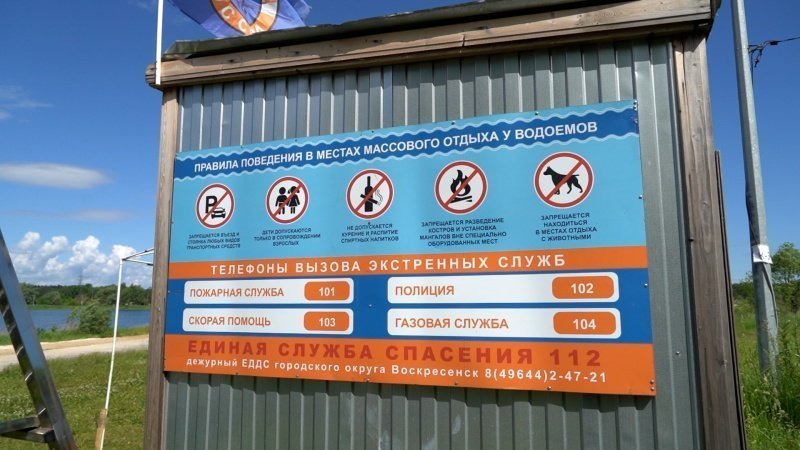 ПРАВИЛА ПОВЕДЕНИЯ В МЕСТАХ МАССОВОГО ОТДЫХА У ВОДОЕМОВ
P
ЗАПРЕЩАЕТСЯ ВЪЕЗД И
СТОЯНКА ЛЮБЫХ ВИДОВ
ТРАНСПОРТНЫХ СРЕДСТВ
ДЕТИ ДОПУСКАЮТСЯ
ТОЛЬКО В СОПРОВОЖДЕНИИ
ВЗРОСЛЫХ
НЕ ДОПУСКАЕТСЯ
КУРЕНИЕ И РАСПИТИЕ
СПИРТНЫХ НАПИТКОВ
ЗАПРЕЩАЕТСЯ РАЗВЕДЕНИЕ
КОСТРОВ И УСТАНОВКА
МАНГАЛОВ ВНЕ СПЕЦИАЛЬНО
ОБОРУДОВАННЫХ МЕСТ
ЗАПРЕЩАЕТСЯ
НАХОДИТЬСЯ
В МЕСТАХ ОТДЫХА
С ЖИВОТНЫМИ
ТЕЛЕФОНЫ ВЫЗОВА ЭКСТРЕННЫХ СЛУЖБ
ПОЖАРНАЯ СЛУЖБА 101
ПОЛИЦИЯ 102
СКОРАЯ ПОМОЩЬ 103
ГАЗОВАЯ СЛУЖБА 104
ЕДИНАЯ СЛУЖБА СПАСЕНИЯ 112
дежурный ЕДДС городского округа Воскресенск 8(49644)2-47-21